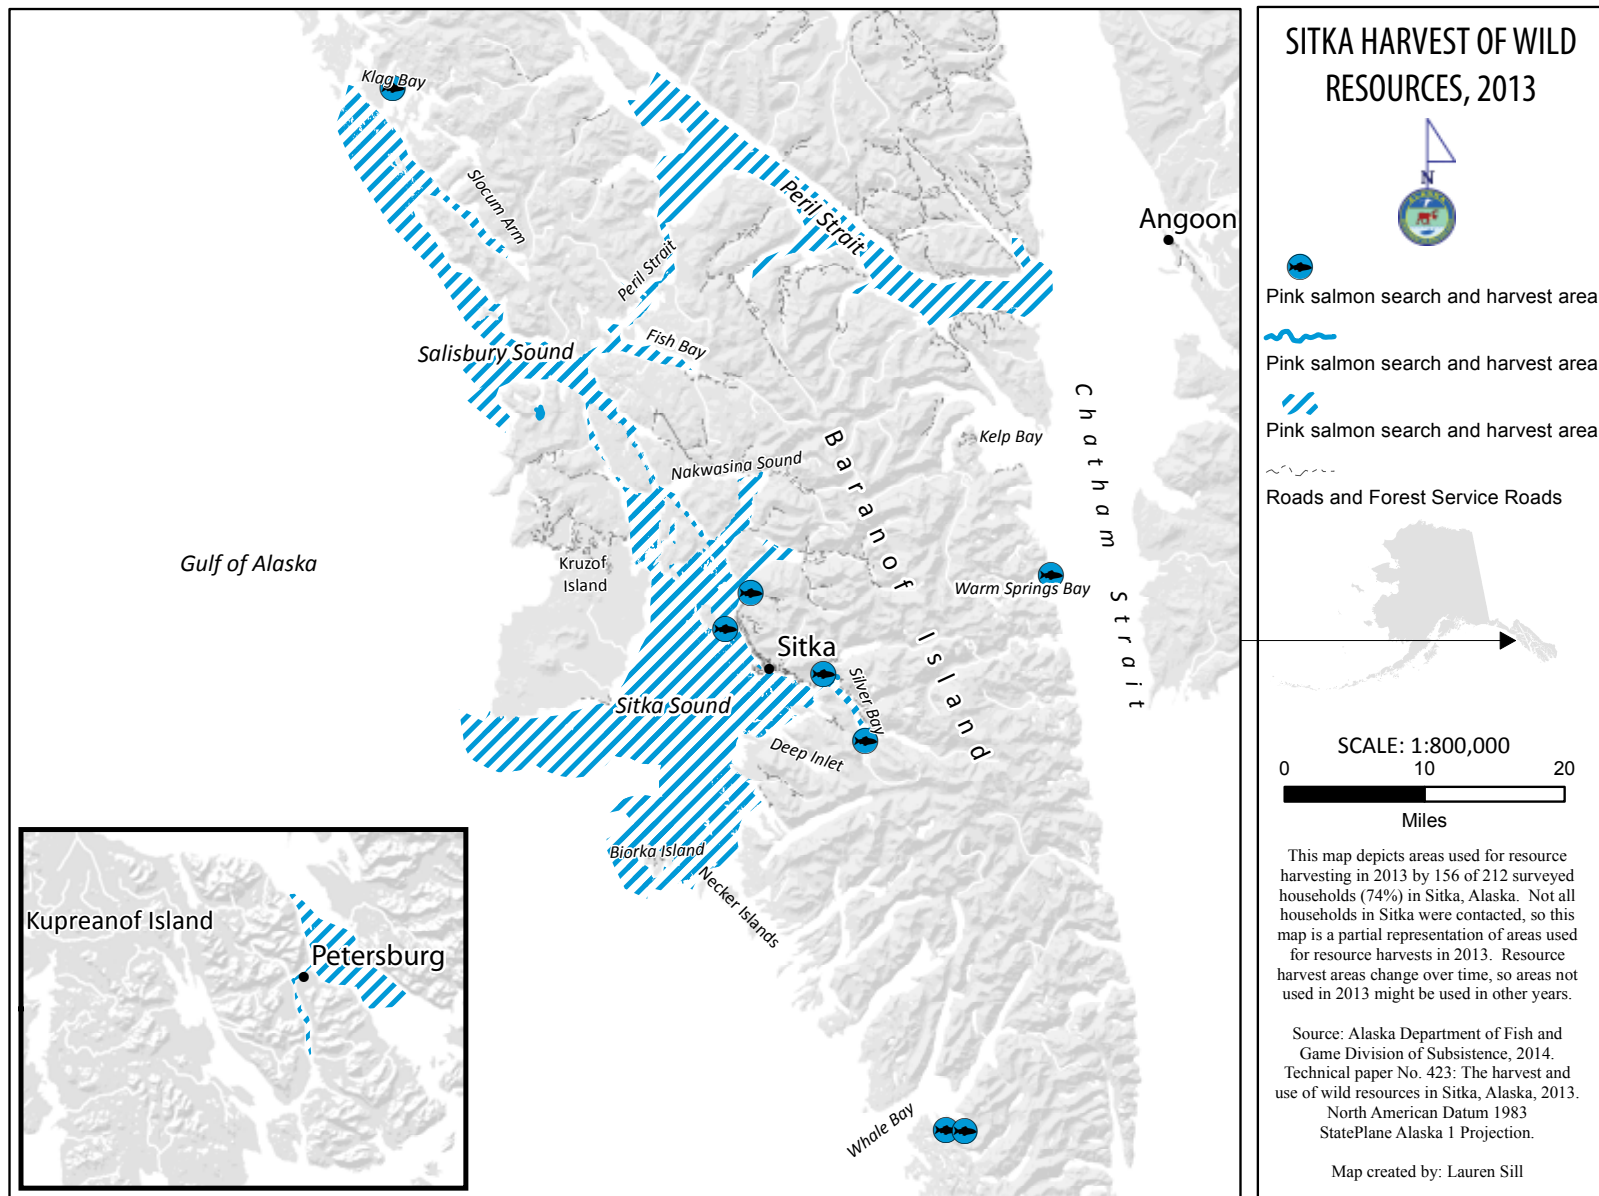 SITKA HARVEST OF WILD
RESOURCES, 2013
N
Pink salmon search and harvest area
Pink salmon search and harvest area
Pink salmon search and harvest area
Roads and Forest Service Roads
SCALE: 1:800,000
0 10 20
Miles
This map depicts areas used for resource
harvesting in 2013 by 156 of 212 surveyed
households (74%) in Sitka, Alaska. Not all
households in Sitka were contacted, so this
map is a partial representation of areas used
for resource harvests in 2013. Resource
harvest areas change over time, so areas not
used in 2013 might be used in other years.
Source: Alaska Department of Fish and
Game Division of Subsistence, 2014.
Technical paper No. 423: The harvest and
use of wild resources in Sitka, Alaska, 2013.
North American Datum 1983
StatePlane Alaska 1 Projection.
Map created by: Lauren Sill
Klag Bay
Slocum Arm
Peril Strait
Angoon
Peril Strait
Salisbury Sound
Fish Bay
Chatham Strait
Kelp Bay
Baranof Island
Nakwasina Sound
Gulf of Alaska
Kruzof
Island
Warm Springs Bay
Sitka
Silver Bay
Sitka Sound
Deep Inlet
Biorka Island
Necker Islands
Kupreanof Island
Petersburg
Whale Bay